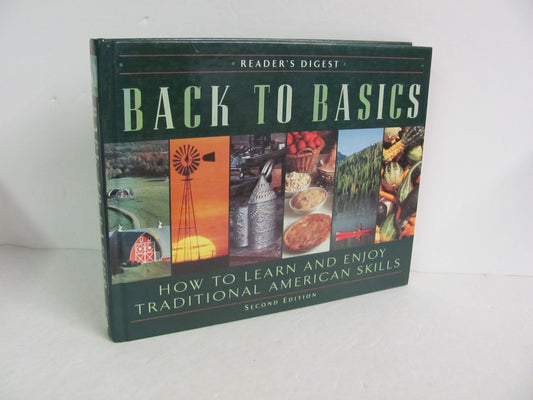 READER'S DIGEST
BACK TO BASICS
HOW TO LEARN AND ENJOY
TRADITIONAL AMERICAN SKILLS
SECOND EDITION